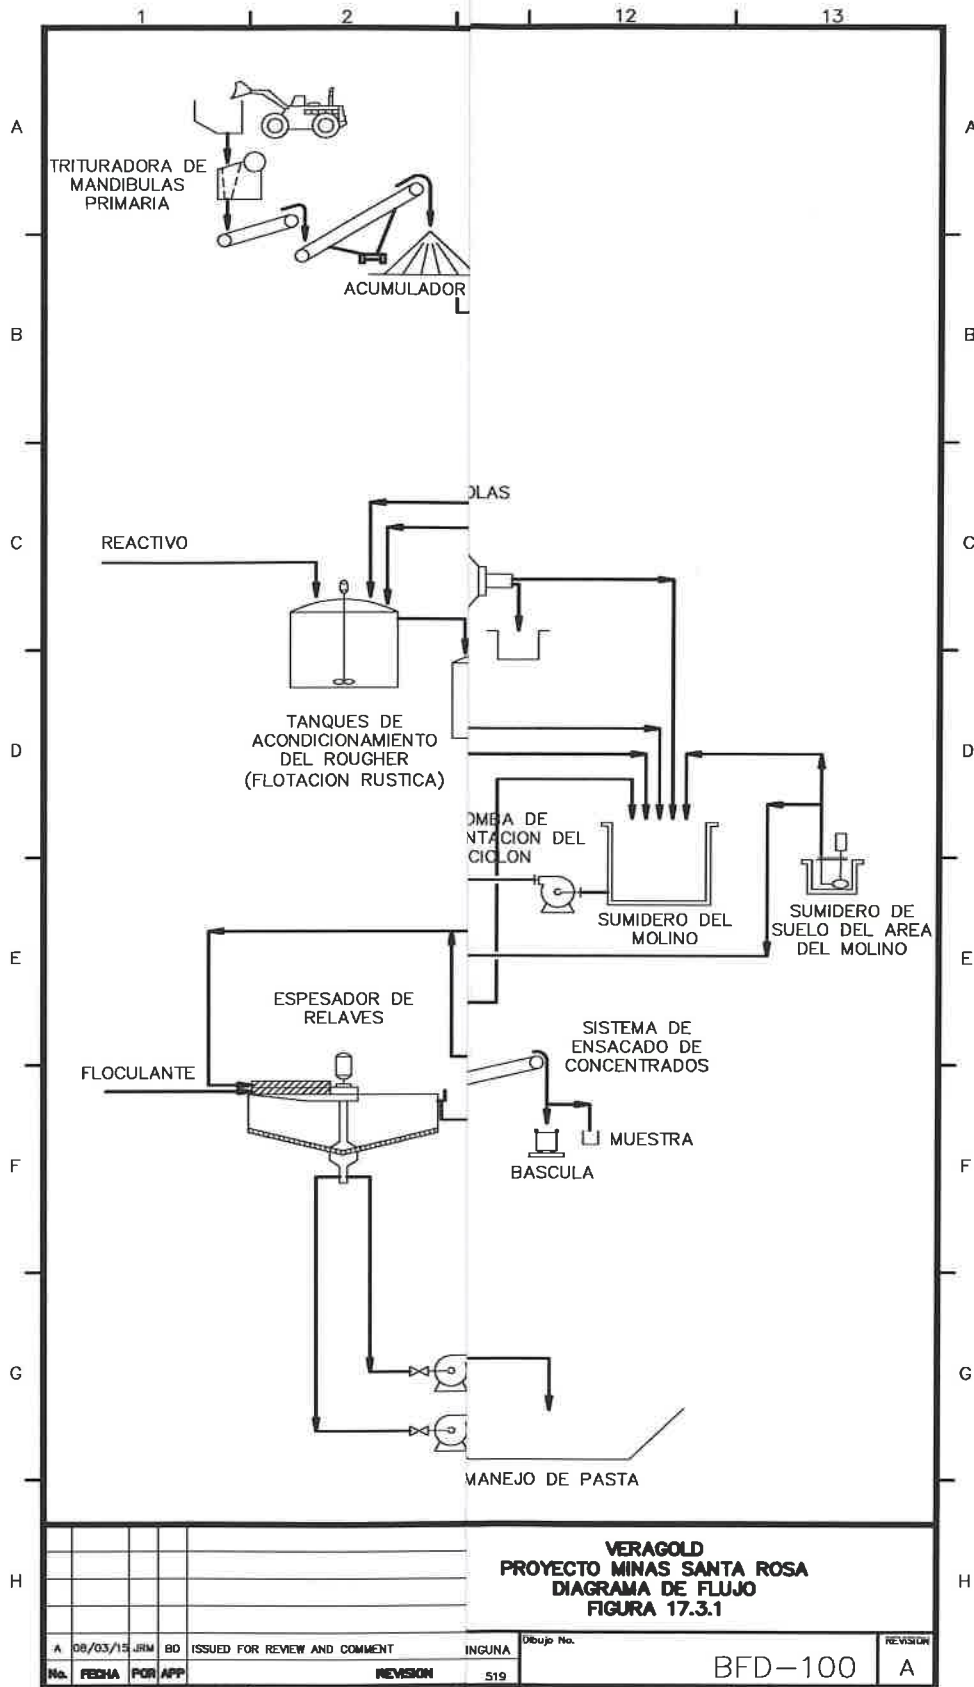 1 2 12 13
A A
TRITURADORA DE
MANDIBULAS
PRIMARIA
ACUMULADOR
B B
OLAS
C C
REACTIVO
TANQUES DE
ACONDICIONAMIENTO
DEL ROUGHER
(FLOTACION RUSTICA)
D D
OMBA DE
NTACION DEL
CICLON
SUMIDERO DEL
MOLINO
SUMIDERO DE
SUELO DEL AREA
DEL MOLINO
E E
ESPESADOR DE
RELAVES
SISTEMA DE
ENSACADO DE
CONCENTRADOS
FLOCULANTE
MUESTRA
BASCULA
F F
G G
MANEJO DE PASTA
H H
VERAGOLD
PROYECTO MINAS SANTA ROSA
DIAGRAMA DE FLUJO
FIGURA 17.3.1
A 08/03/15 JRM BD ISSUED FOR REVIEW AND COMMENT
No. FECHA POR APP REVISION
INGUNA
519
Dibujo No.
BFD-100
REVISION
A